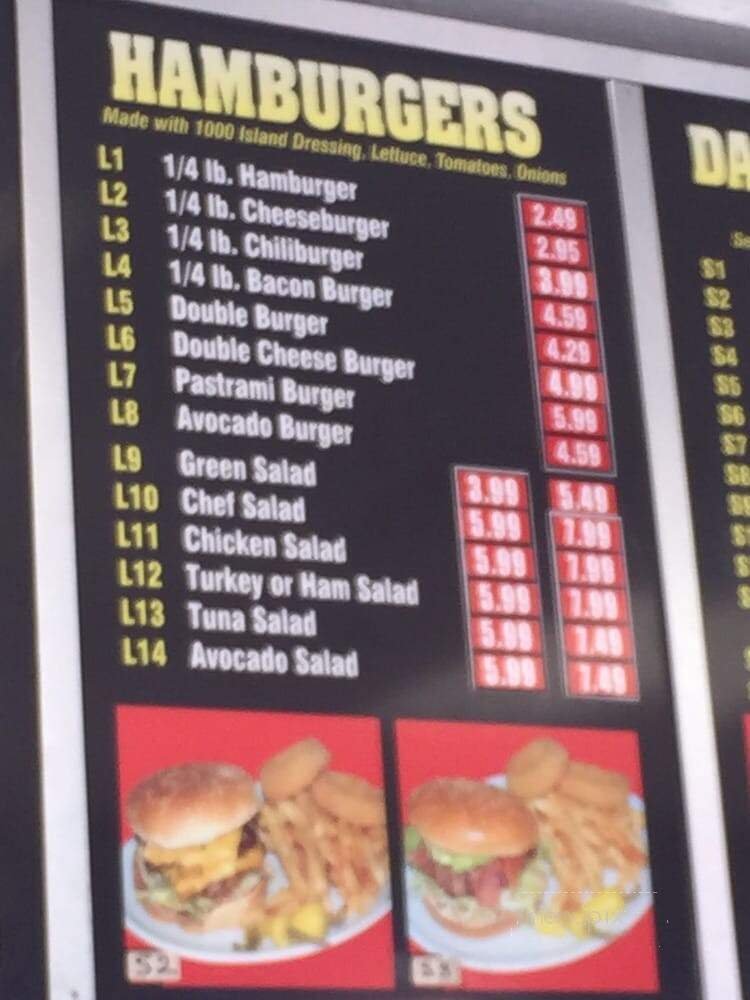 HAMBURGERS
Made with 1000 Island Dressing, Lettuce, Tomatoes, Onions
L1 1/4 lb. Hamburger 2.49
L2 1/4 lb. Cheeseburger 2.95
L3 1/4 lb. Chiliburger 3.99
L4 1/4 lb. Bacon Burger 4.59
L5 Double Burger 4.29
L6 Double Cheese Burger 4.99
L7 Pastrami Burger 5.99
L8 Avocado Burger 4.59
L9 Green Salad 3.99 5.49
L10 Chef Salad 5.99 7.99
L11 Chicken Salad 5.99 7.99
L12 Turkey or Ham Salad 5.99 7.99
L13 Tuna Salad 5.99 7.49
L14 Avocado Salad 5.99 7.49
52
53
DA
S1
S2
S3
S4
S5
S6
S7